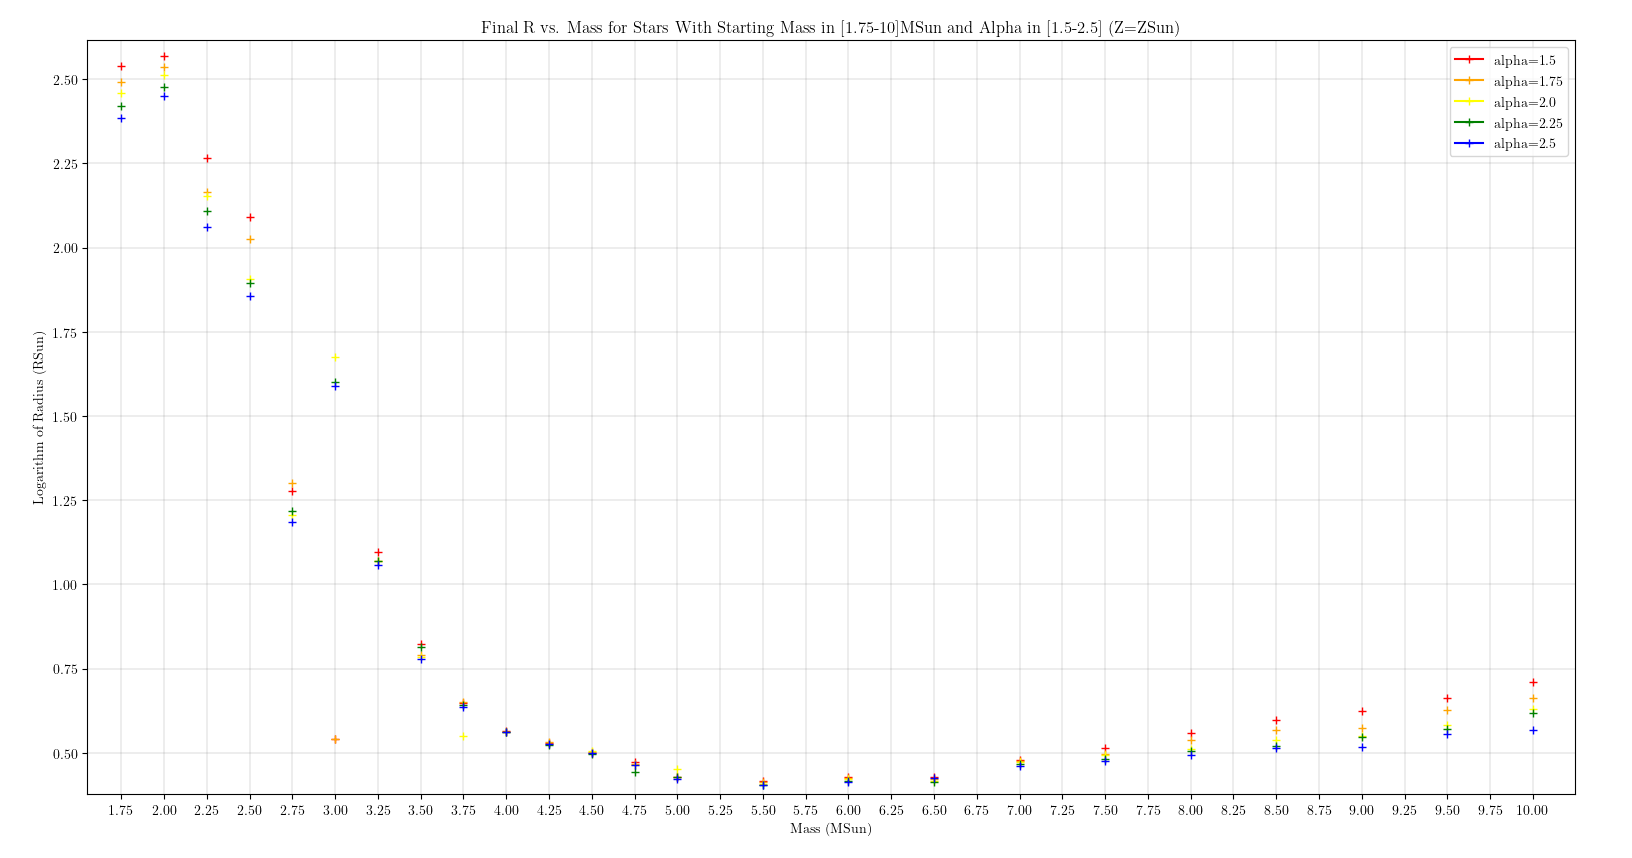 Final R vs. Mass for Stars With Starting Mass in [1.75-10]MSun and Alpha in [1.5-2.5] (Z=ZSun)
alpha=1.5
alpha=1.75
alpha=2.0
alpha=2.25
alpha=2.5
Logarithm of Radius (RSun)
2.50
2.25
2.00
1.75
1.50
1.25
1.00
0.75
0.50
1.75 2.00 2.25 2.50 2.75 3.00 3.25 3.50 3.75 4.00 4.25 4.50 4.75 5.00 5.25 5.50 5.75 6.00 6.25 6.50 6.75 7.00 7.25 7.50 7.75 8.00 8.25 8.50 8.75 9.00 9.25 9.50 9.75 10.00
Mass (MSun)